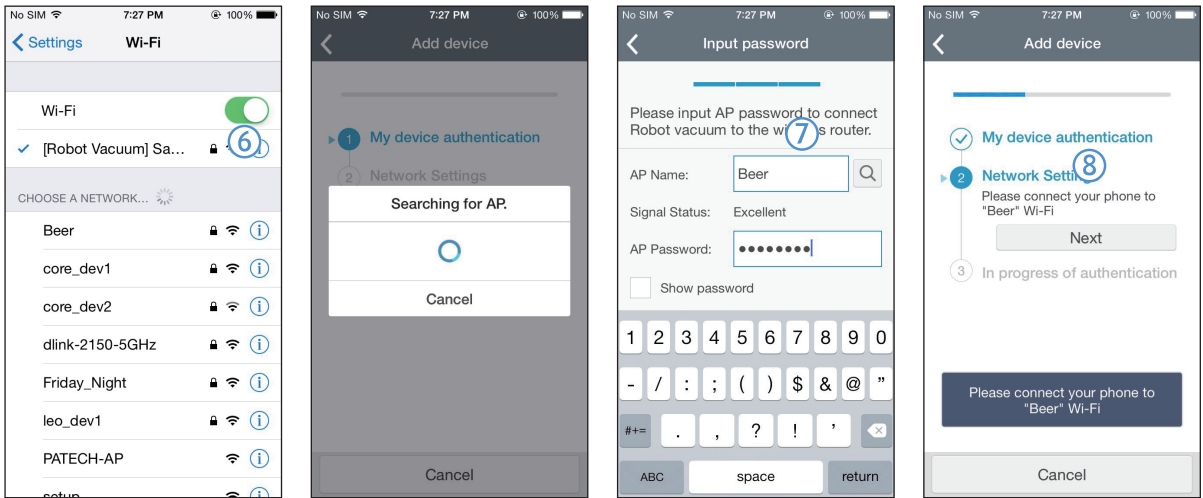 No SIM 7:27 PM 100%
Settings Wi-Fi
Wi-Fi
[Robot Vacuum] Sa...
6
CHOOSE A NETWORK...
Beer
core_dev1
core_dev2
dlink-2150-5GHz
Friday_Night
leo_dev1
PATECH-AP
setup
No SIM 7:27 PM 100%
Add device
1 My device authentication
2 Network Settings
Searching for AP.
Cancel
Cancel
No SIM 7:27 PM 100%
Input password
Please input AP password to connect
Robot vacuum to the router.
7
AP Name: Beer
Signal Status: Excellent
AP Password: ●●●●●●●●
Show password
1 2 3 4 5 6 7 8 9 0
- / : ; ( ) $ & @ "
#+= . , ? ! '
ABC space return
No SIM 7:27 PM 100%
Add device
My device authentication
8
2 Network
Please connect your phone to
"Beer" Wi-Fi
Next
3 In progress of authentication
Please connect your phone to
"Beer" Wi-Fi
Cancel